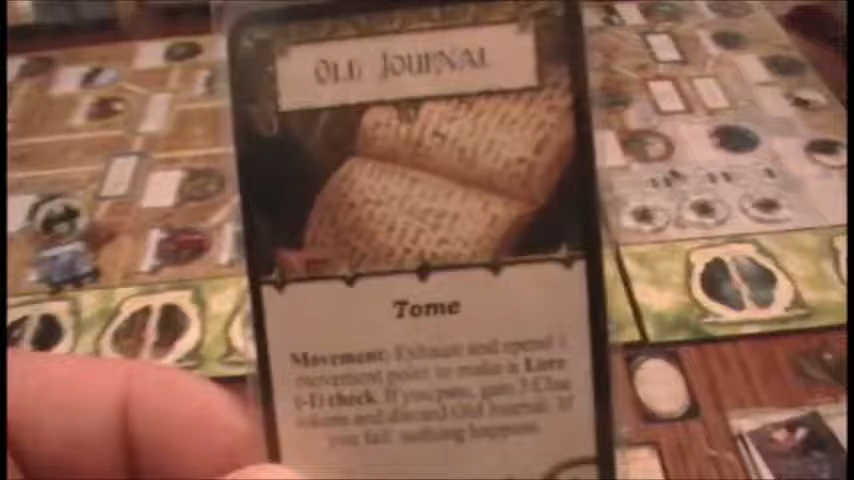 OLD JOURNAL
Tome
Movement: Exhaust and spend 1
movement point to make a Lore
(-1) check. If you pass, gain 3 Clue
tokens and discard Old Journal. If
you fail, nothing happens.